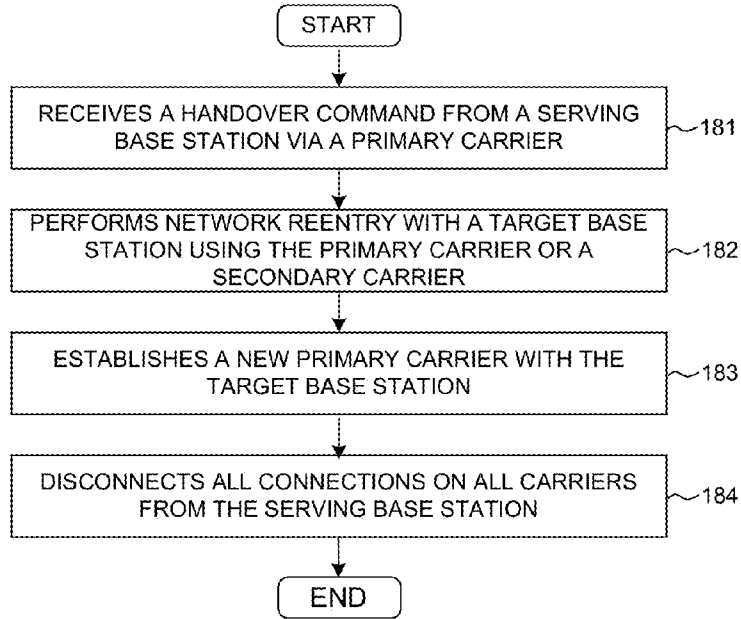 START
RECEIVES A HANDOVER COMMAND FROM A SERVING
BASE STATION VIA A PRIMARY CARRIER
181
PERFORMS NETWORK REENTRY WITH A TARGET BASE
STATION USING THE PRIMARY CARRIER OR A
SECONDARY CARRIER
182
ESTABLISHES A NEW PRIMARY CARRIER WITH THE
TARGET BASE STATION
183
DISCONNECTS ALL CONNECTIONS ON ALL CARRIERS
FROM THE SERVING BASE STATION
184
END